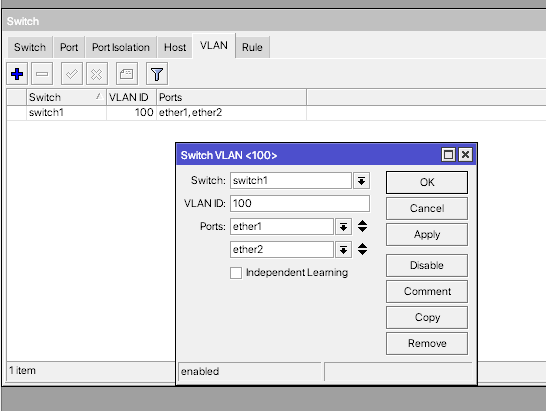 Switch
Switch Port Port Isolation Host VLAN Rule
Switch VLAN ID Ports
switch1 100 ether1, ether2
Switch VLAN <100>
Switch: switch1 OK
VLAN ID: 100 Cancel
Ports: ether1 Apply
ether2
Independent Learning Disable
Comment
Copy
Remove
1 item
enabled